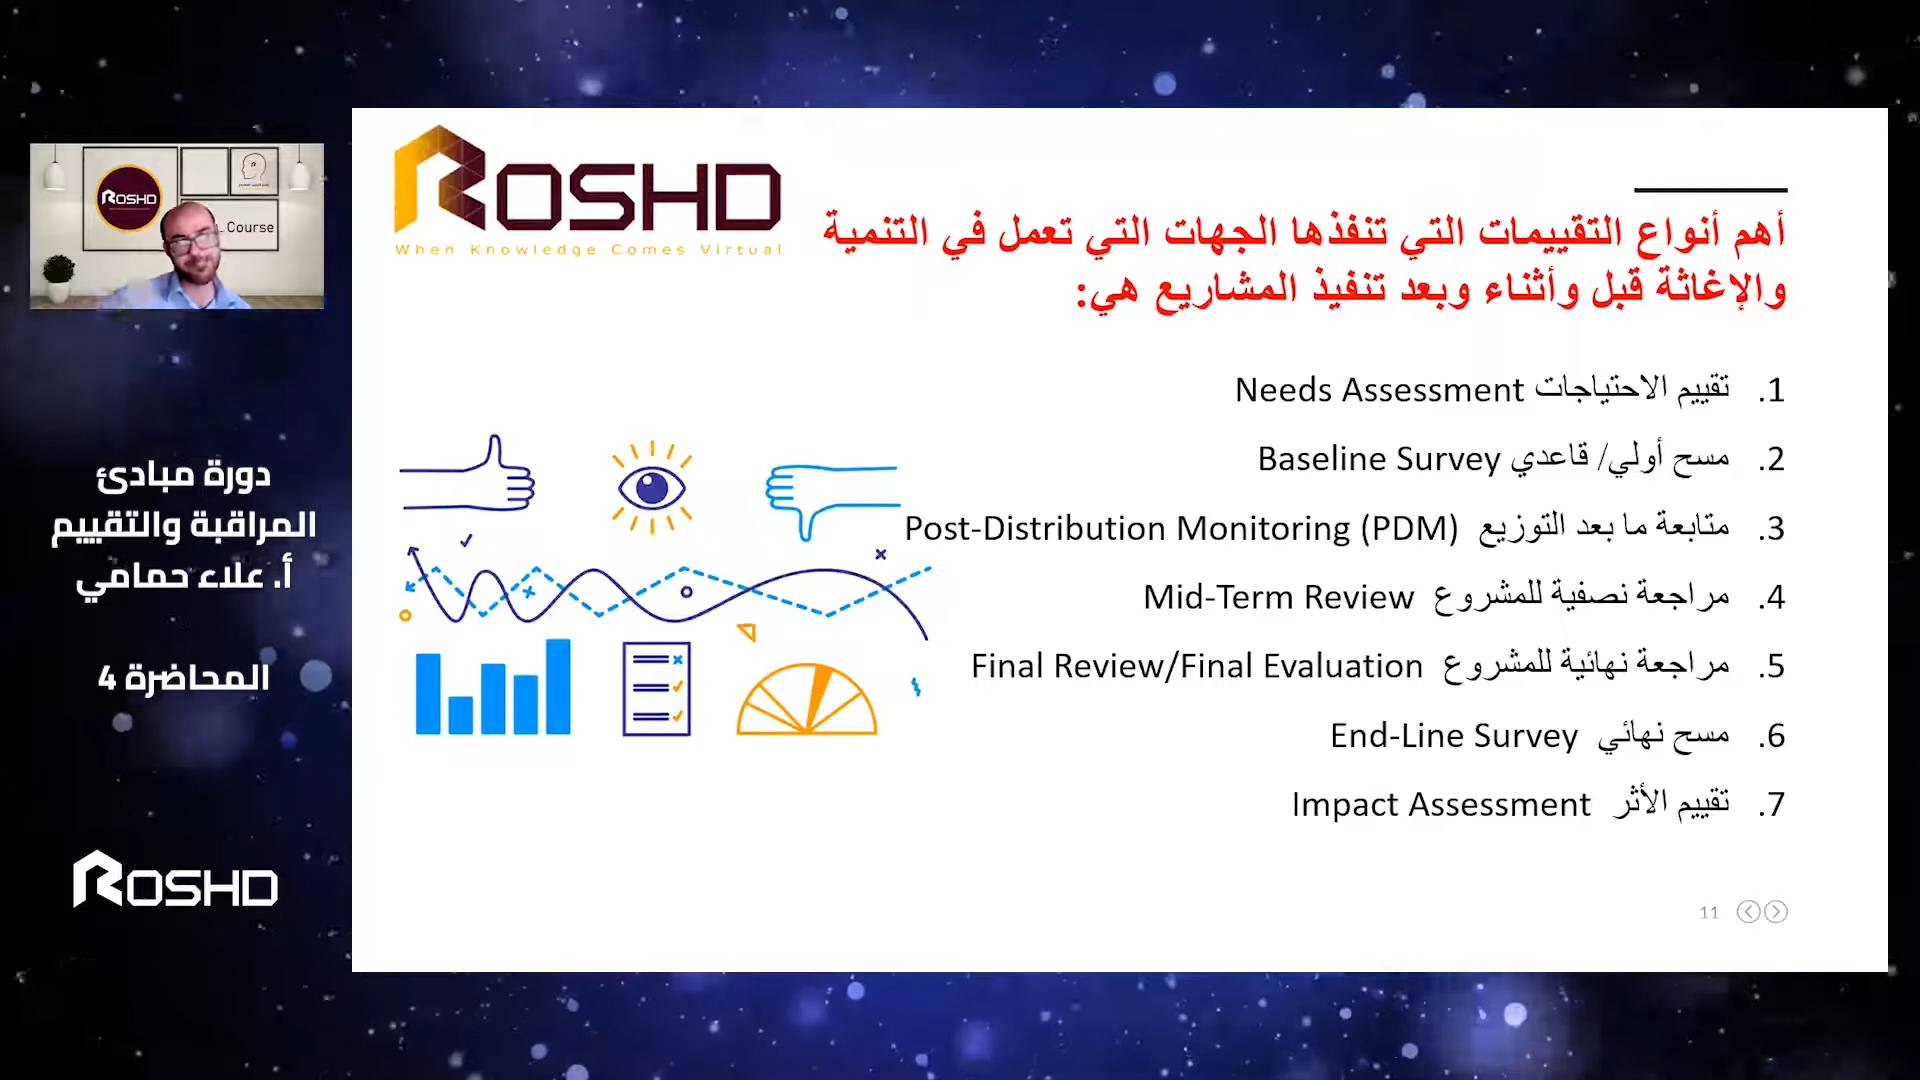 ROSHD
Course
دورة مبادئ
المراقبة والتقييم
أ. علاء حمامي
المحاضرة 4
ROSHD
ROSHD
When Knowledge Comes Virtual
أهم أنواع التقييمات التي تنفذها الجهات التي تعمل في التنمية
والإغاثة قبل وأثناء وبعد تنفيذ المشاريع هي:
1. تقييم الاحتياجات Needs Assessment
2. مسح أولي/ قاعدي Baseline Survey
3. متابعة ما بعد التوزيع Post-Distribution Monitoring (PDM)
4. مراجعة نصفية للمشروع Mid-Term Review
5. مراجعة نهائية للمشروع Final Review/Final Evaluation
6. مسح نهائي End-Line Survey
7. تقييم الأثر Impact Assessment
11